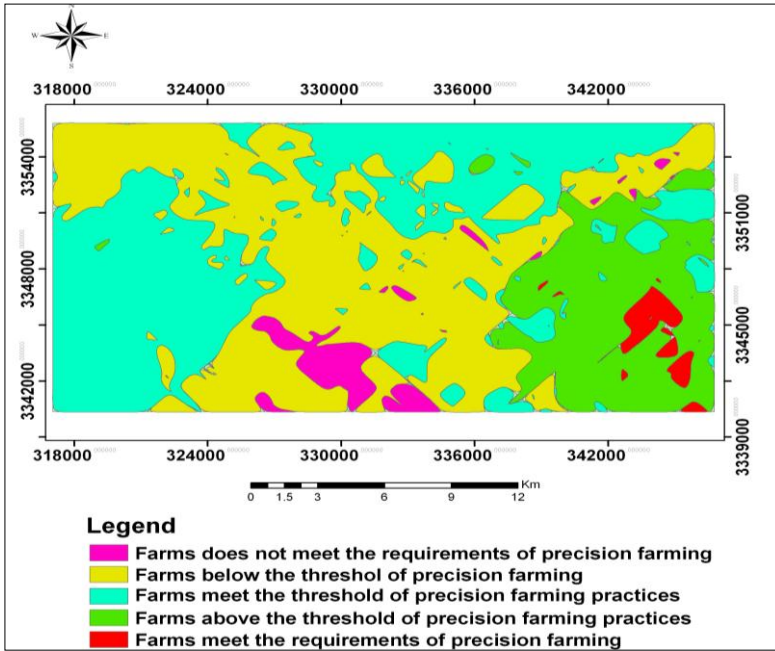 N
W E
S
318000 324000 330000 336000 342000
3354000
3351000
3348000
3345000
3342000
3339000
318000 324000 330000 336000 342000
Km
0 1.5 3 6 9 12
Legend
Farms does not meet the requirements of precision farming
Farms below the threshol of precision farming
Farms meet the threshold of precision farming practices
Farms above the threshold of precision farming practices
Farms meet the requirements of precision farming